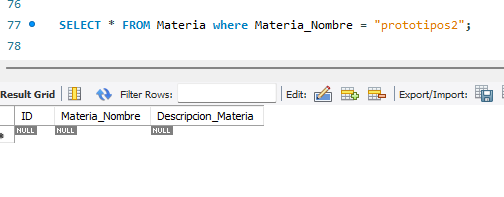 76
77 SELECT * FROM Materia where Materia_Nombre = "prototipos2";
78
Result Grid Filter Rows: Edit: Export/Import:
ID Materia_Nombre Descripcion_Materia
NULL NULL NULL